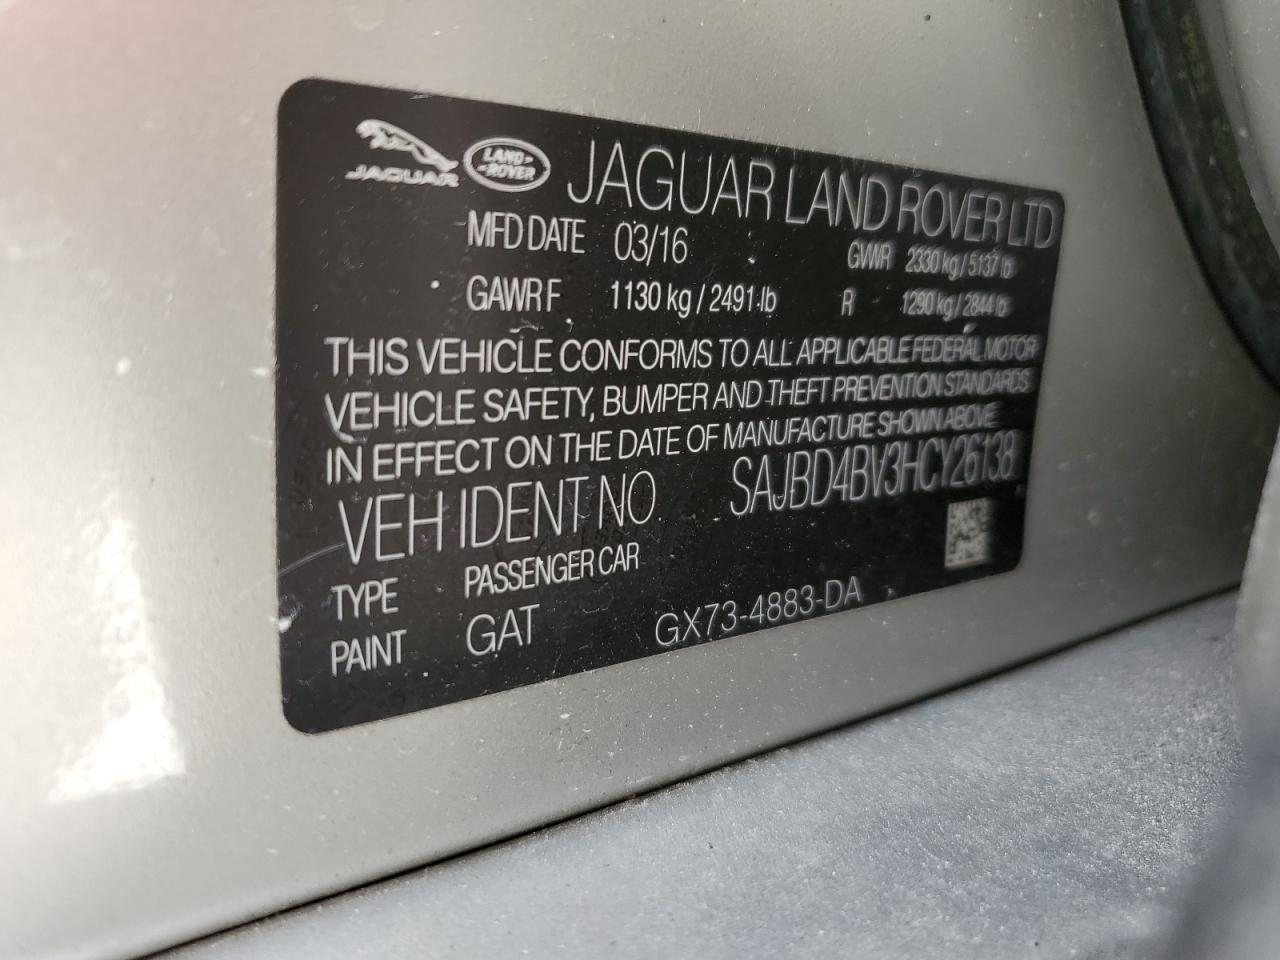 JAGUAR LAND ROVER JAGUAR LAND ROVER LTD
MFD DATE 03/16 GVWR 2330 kg / 5137 lb
GAWR F 1130 kg / 2491 lb R 1290 kg / 2844 lb
THIS VEHICLE CONFORMS TO ALL APPLICABLE FEDERAL MOTOR
VEHICLE SAFETY, BUMPER AND THEFT PREVENTION STANDARDS
IN EFFECT ON THE DATE OF MANUFACTURE SHOWN ABOVE
VEH IDENT NO SAJBD4BV3HCY26138
TYPE PASSENGER CAR
PAINT GAT GX73-4883-DA